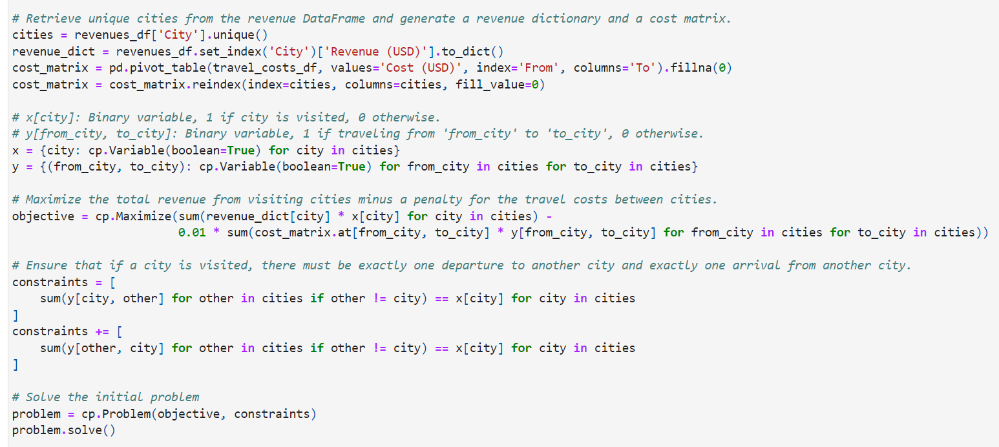 # Retrieve unique cities from the revenue DataFrame and generate a revenue dictionary and a cost matrix.
cities = revenues_df['City'].unique()
revenue_dict = revenues_df.set_index('City')['Revenue (USD)'].to_dict()
cost_matrix = pd.pivot_table(travel_costs_df, values='Cost (USD)', index='From', columns='To').fillna(0)
cost_matrix = cost_matrix.reindex(index=cities, columns=cities, fill_value=0)

# x[city]: Binary variable, 1 if city is visited, 0 otherwise.
# y[from_city, to_city]: Binary variable, 1 if traveling from 'from_city' to 'to_city', 0 otherwise.
x = {city: cp.Variable(boolean=True) for city in cities}
y = {(from_city, to_city): cp.Variable(boolean=True) for from_city in cities for to_city in cities}

# Maximize the total revenue from visiting cities minus a penalty for the travel costs between cities.
objective = cp.Maximize(sum(revenue_dict[city] * x[city] for city in cities) -
                        0.01 * sum(cost_matrix.at[from_city, to_city] * y[from_city, to_city] for from_city in cities for to_city in cities))

# Ensure that if a city is visited, there must be exactly one departure to another city and exactly one arrival from another city.
constraints = [
    sum(y[city, other] for other in cities if other != city) == x[city] for city in cities
]
constraints += [
    sum(y[other, city] for other in cities if other != city) == x[city] for city in cities
]

# Solve the initial problem
problem = cp.Problem(objective, constraints)
problem.solve()